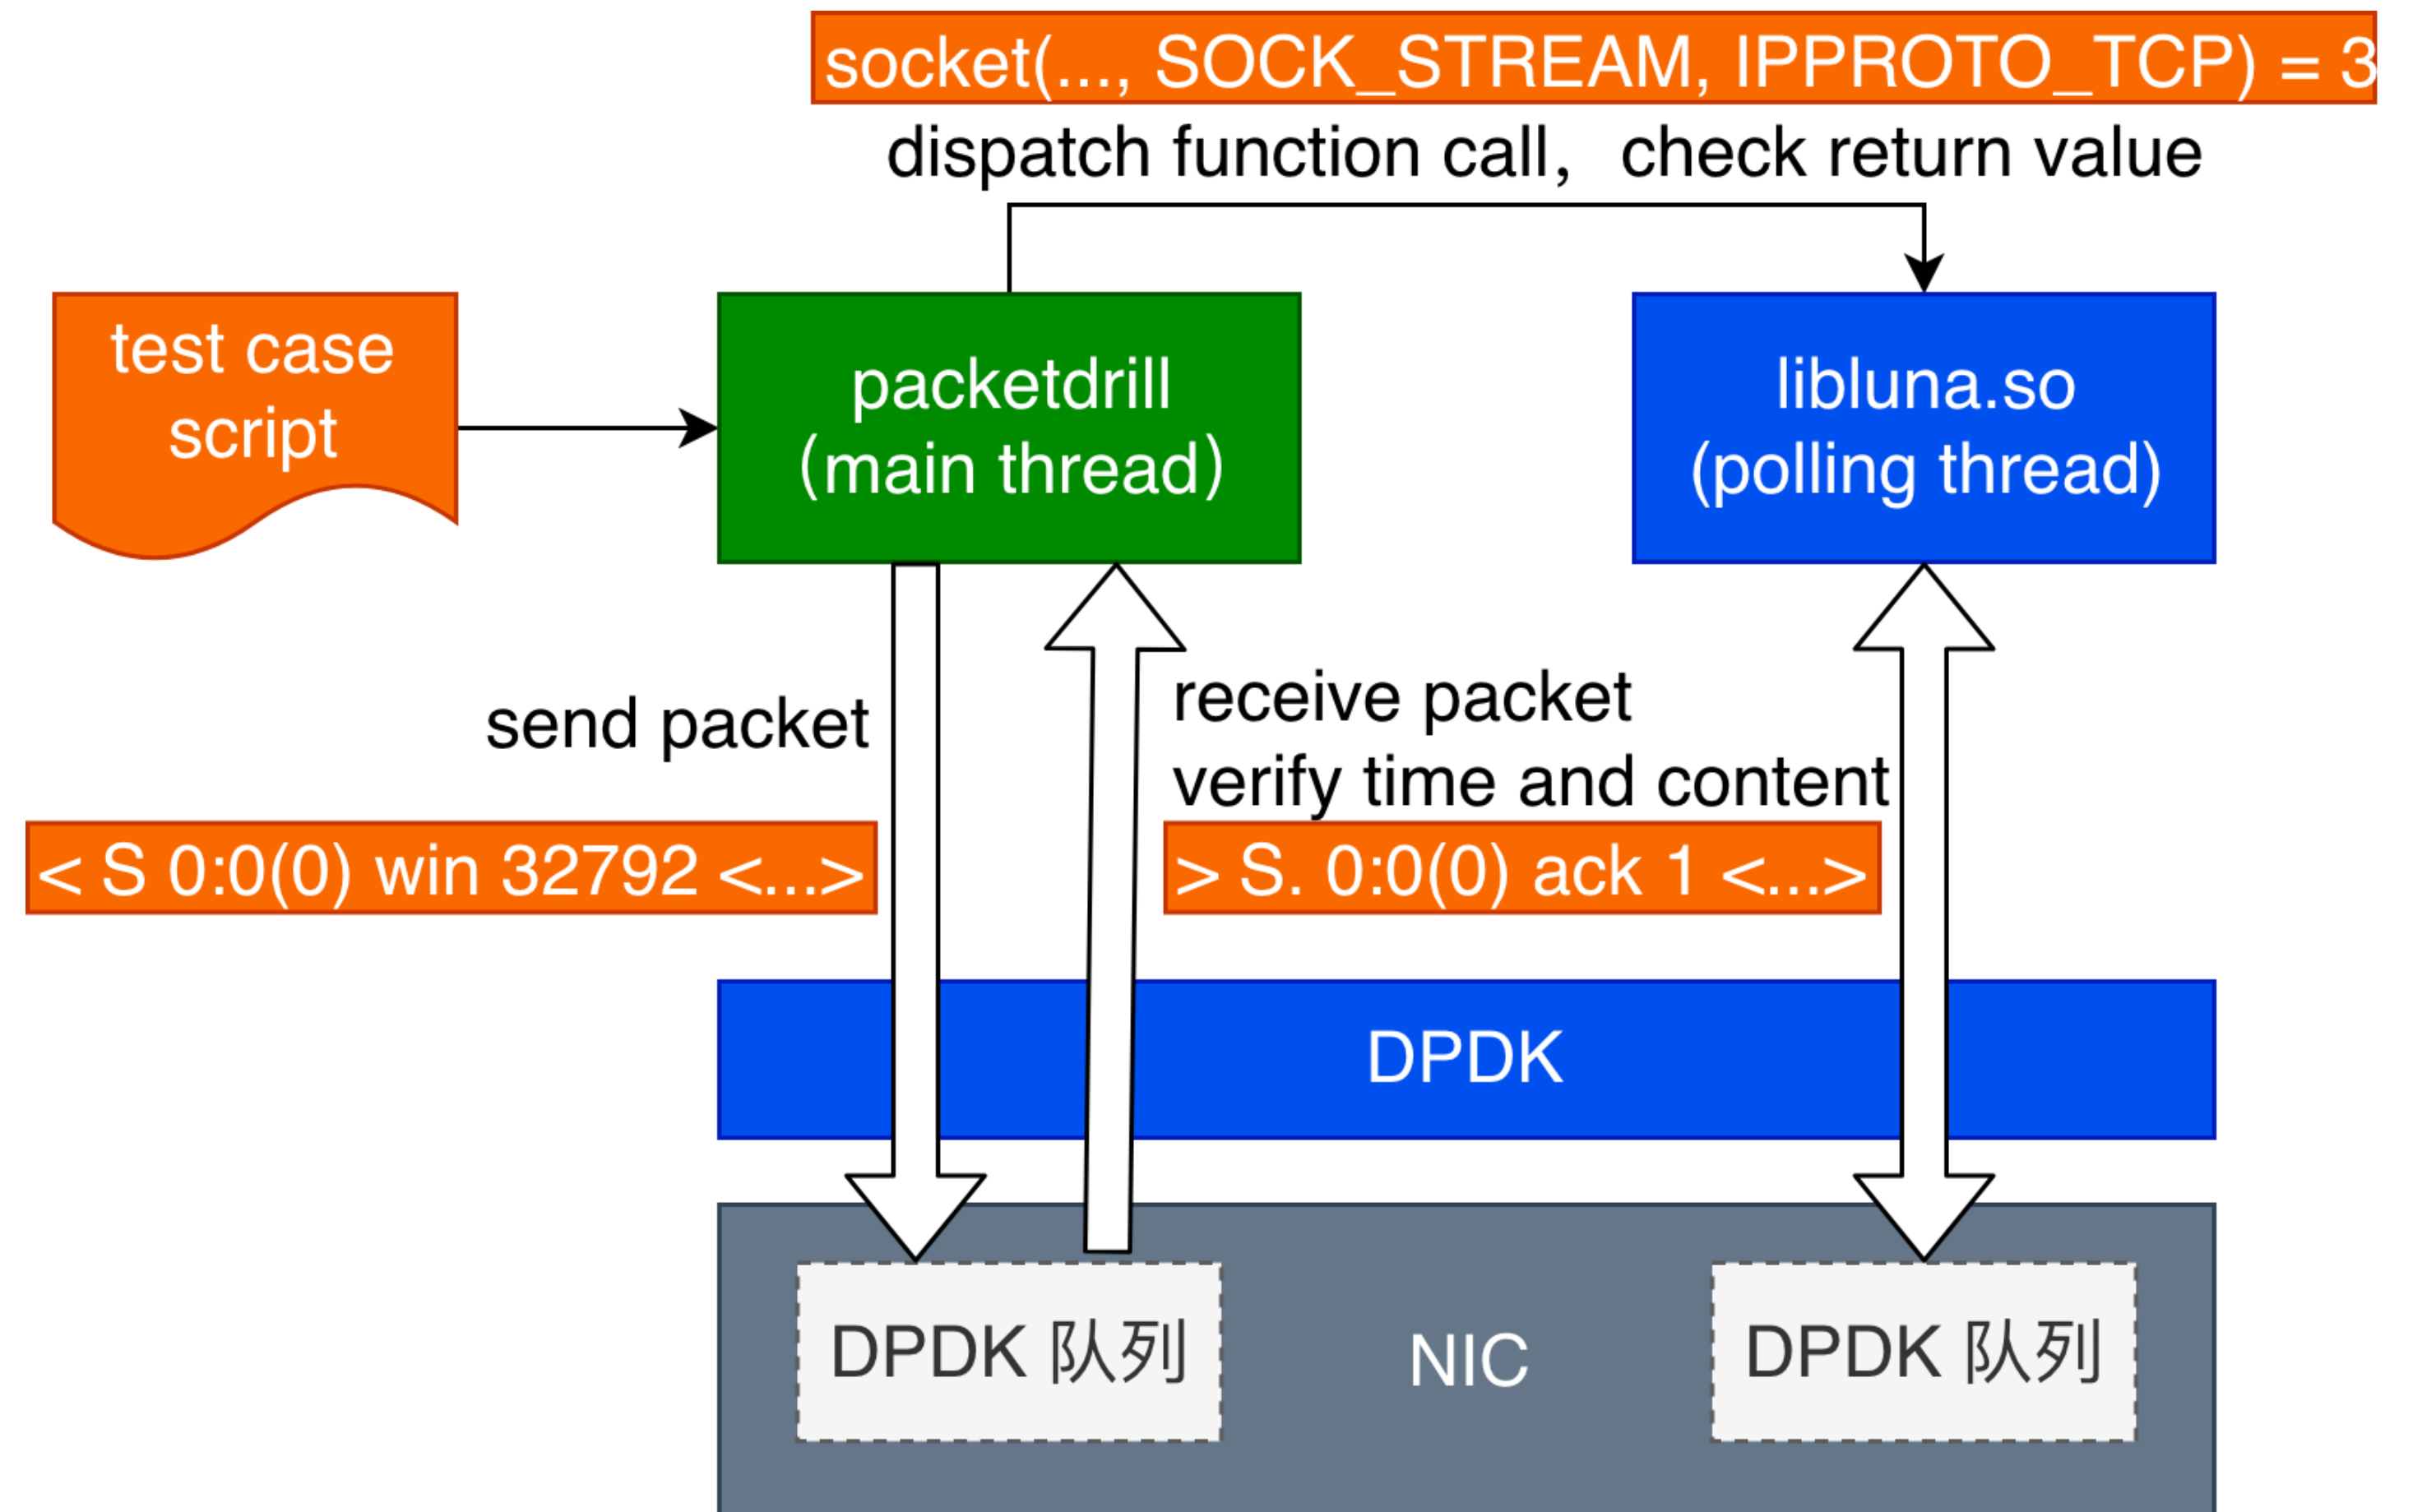 socket(..., SOCK_STREAM, IPPROTO_TCP) = 3
dispatch function call，check return value
test case
script
packetdrill
(main thread)
libluna.so
(polling thread)
send packet
receive packet
verify time and content
< S 0:0(0) win 32792 <...>
> S. 0:0(0) ack 1 <...>
DPDK
DPDK 队列
NIC
DPDK 队列